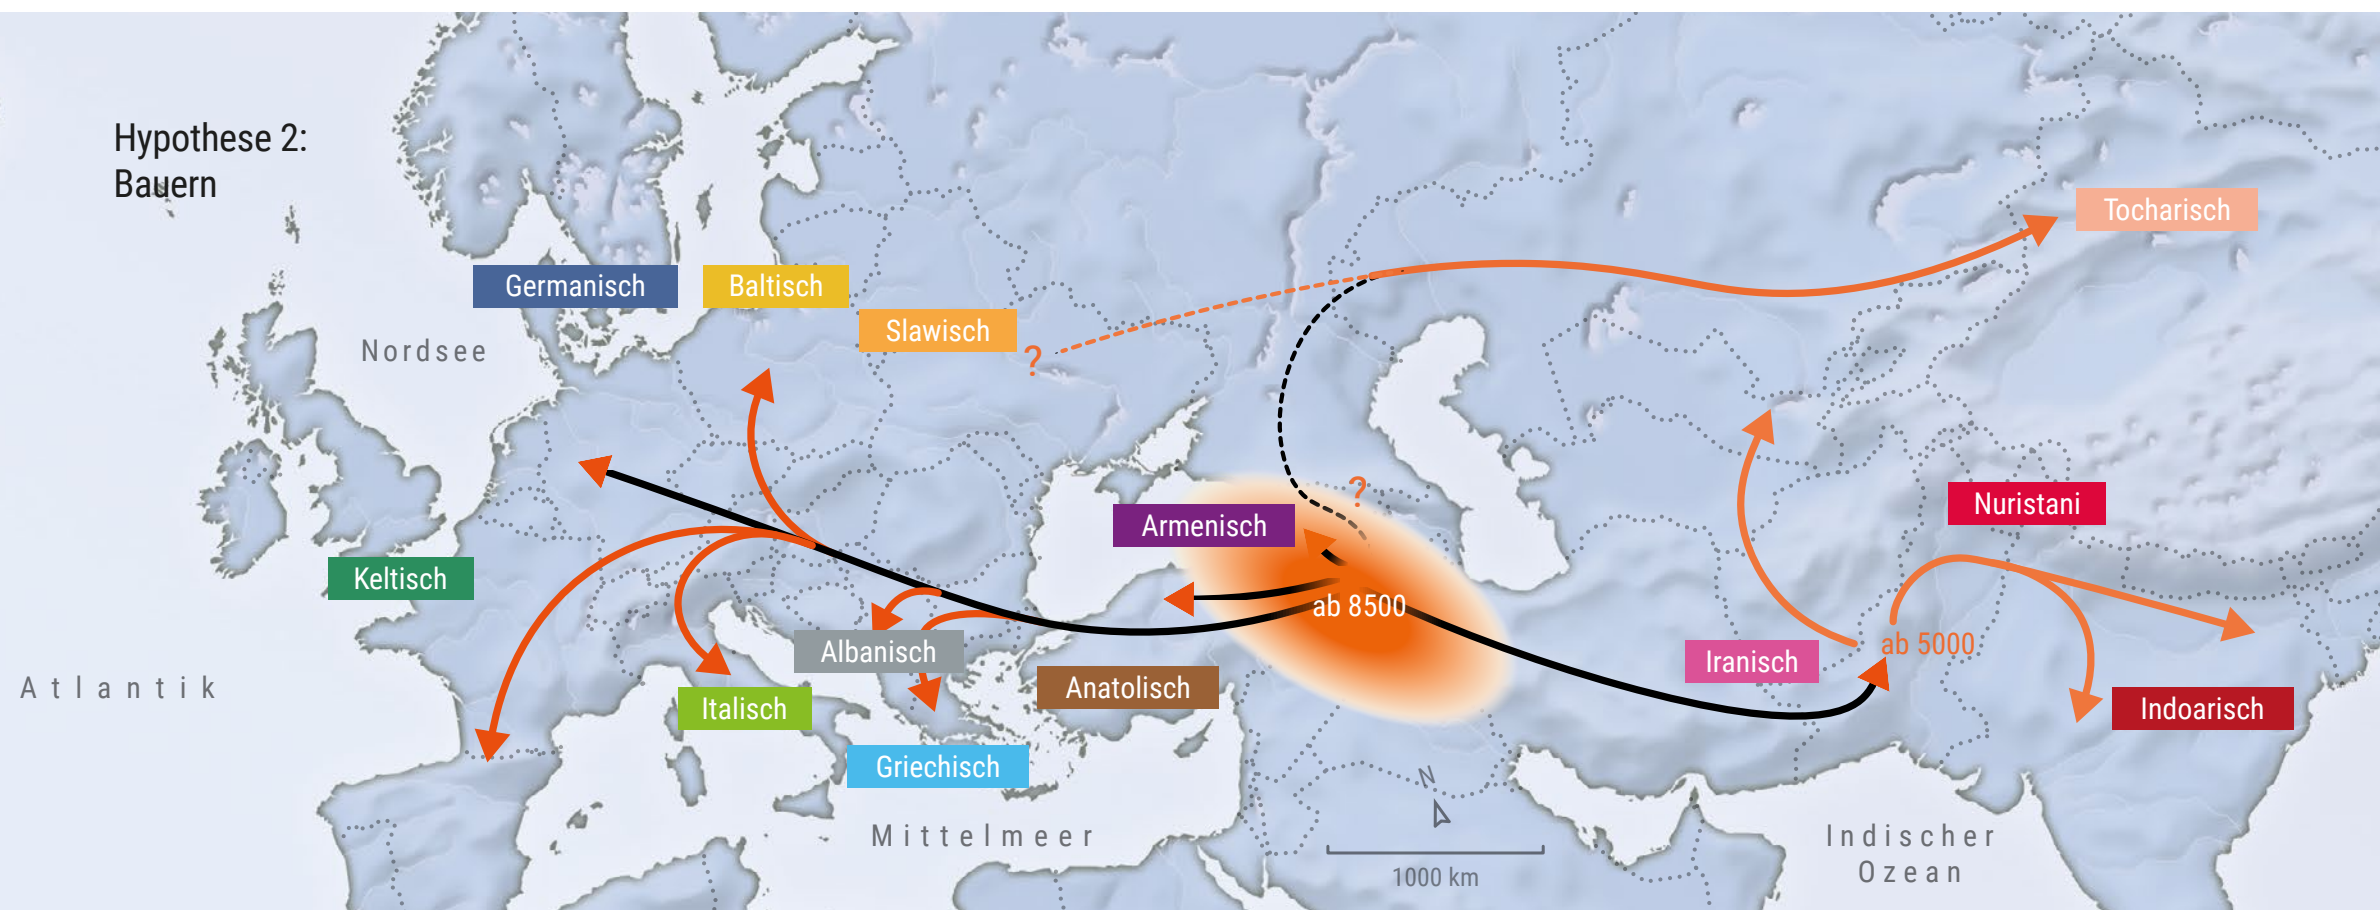 Hypothese 2:
Bauern
Tocharisch
Germanisch
Baltisch
Slawisch
?
Nordsee
?
Armenisch
Nuristani
Keltisch
ab 8500
ab 5000
Albanisch
Iranisch
Atlantik
Anatolisch
Italisch
Indoarisch
Griechisch
N
Mittelmeer
Indischer
Ozean
1000 km